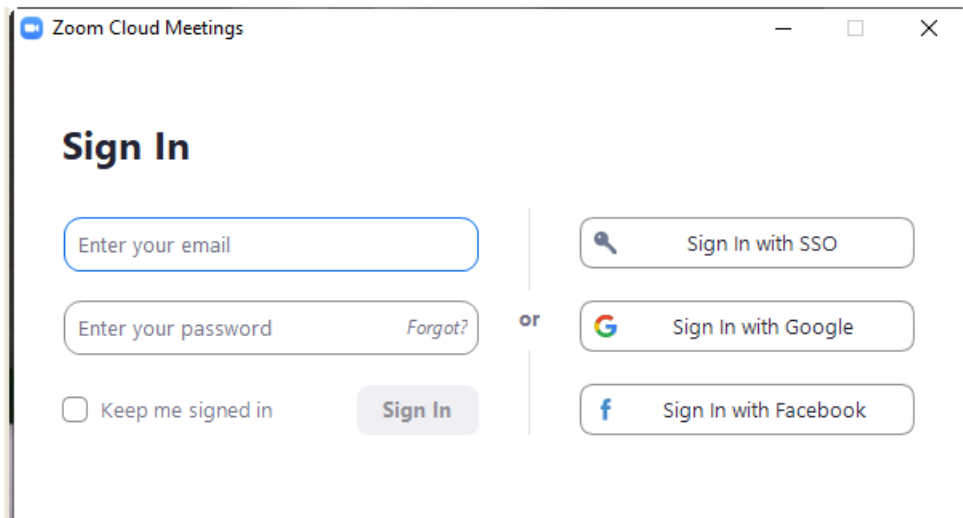 Zoom Cloud Meetings
Sign In
Enter your email
Enter your password
Forgot?
Keep me signed in
Sign In
or
Sign In with SSO
Sign In with Google
Sign In with Facebook